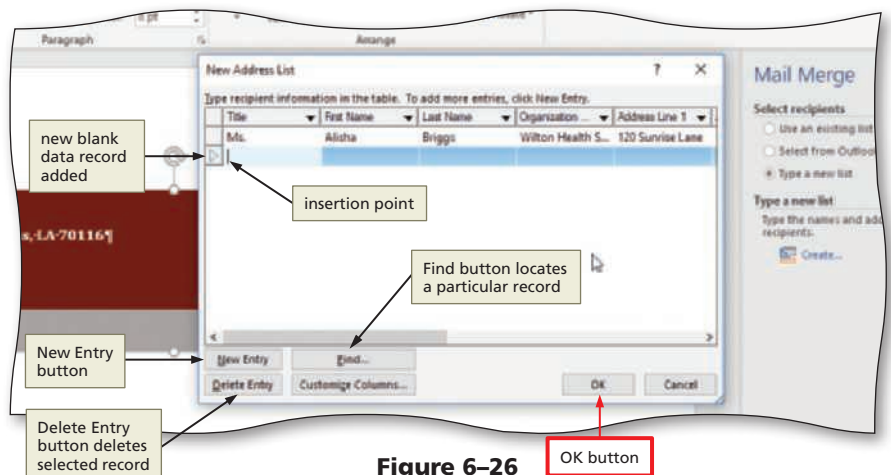 8 pt
Paragraph
Arrange
New Address List
? ×
Type recipient information in the table. To add more entries, click New Entry.
Title First Name Last Name Organization ... Address Line 1
Ms. Alisha Briggs Wilton Health S... 120 Sunrise Lane
new blank
data record
added
insertion point
s, LA 70116¶
Find button locates
a particular record
New Entry
button
Delete Entry
button deletes
selected record
New Entry Find...
Delete Entry Customize Columns...
OK Cancel
Mail Merge
Select recipients
Use an existing list
Select from Outlook
Type a new list
Type a new list
Type the names and add
recipients.
Create...
OK button
Figure 6–26